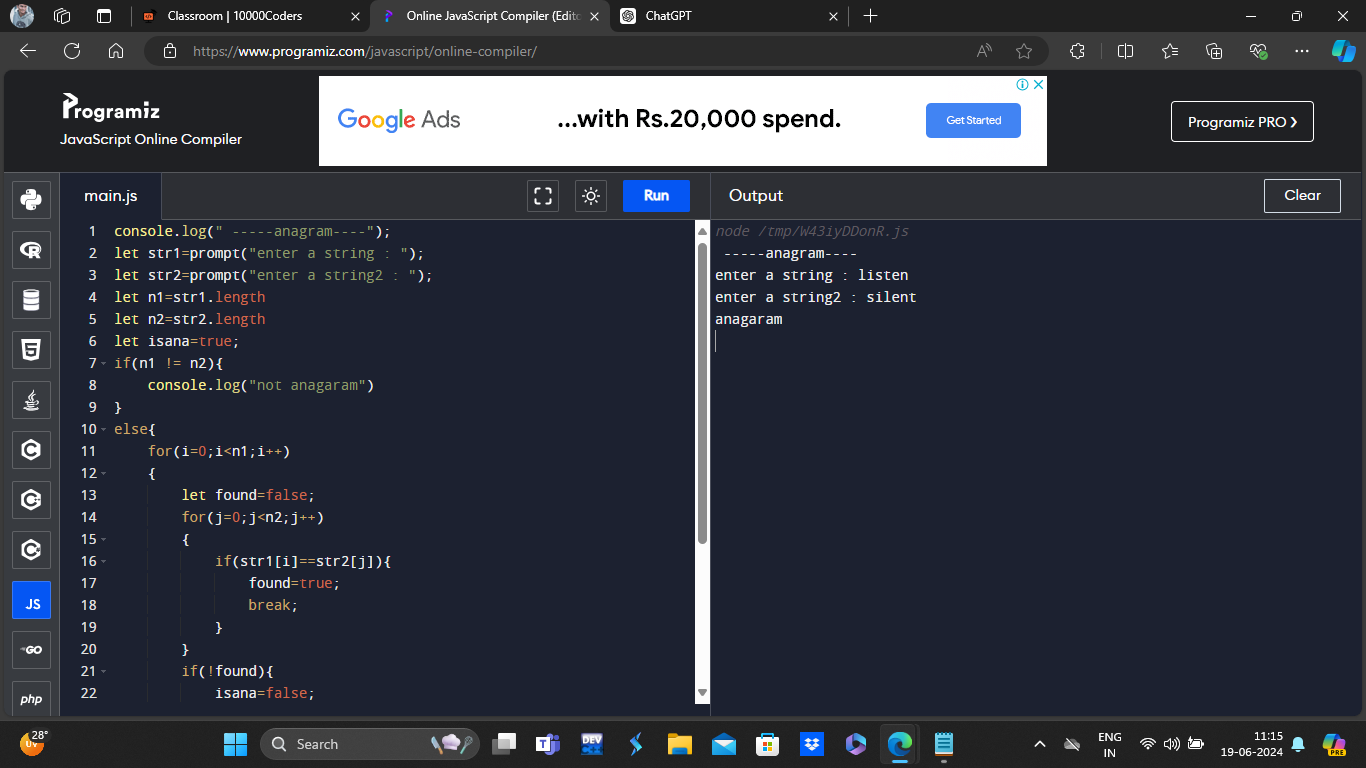 Classroom | 10000Coders
Online JavaScript Compiler (Edito
ChatGPT
https://www.programiz.com/javascript/online-compiler/
Programiz
JavaScript Online Compiler
Google Ads
...with Rs.20,000 spend.
Get Started
Programiz PRO >
main.js
Run
Output
Clear
1 console.log(" -----anagram----");
2 let str1=prompt("enter a string : ");
3 let str2=prompt("enter a string2 : ");
4 let n1=str1.length
5 let n2=str2.length
6 let isana=true;
7 if(n1 != n2){
8 console.log("not anagaram")
9 }
10 else{
11 for(i=0;i<n1;i++)
12 {
13 let found=false;
14 for(j=0;j<n2;j++)
15 {
16 if(str1[i]==str2[j]){
17 found=true;
18 break;
19 }
20 }
21 if(!found){
22 isana=false;
node /tmp/W43iyDDonR.js
-----anagram----
enter a string : listen
enter a string2 : silent
anagaram
R
5
C
C
C
JS
GO
php
28°
UV
Search
DEV
ENG
IN
11:15
19-06-2024
PRE